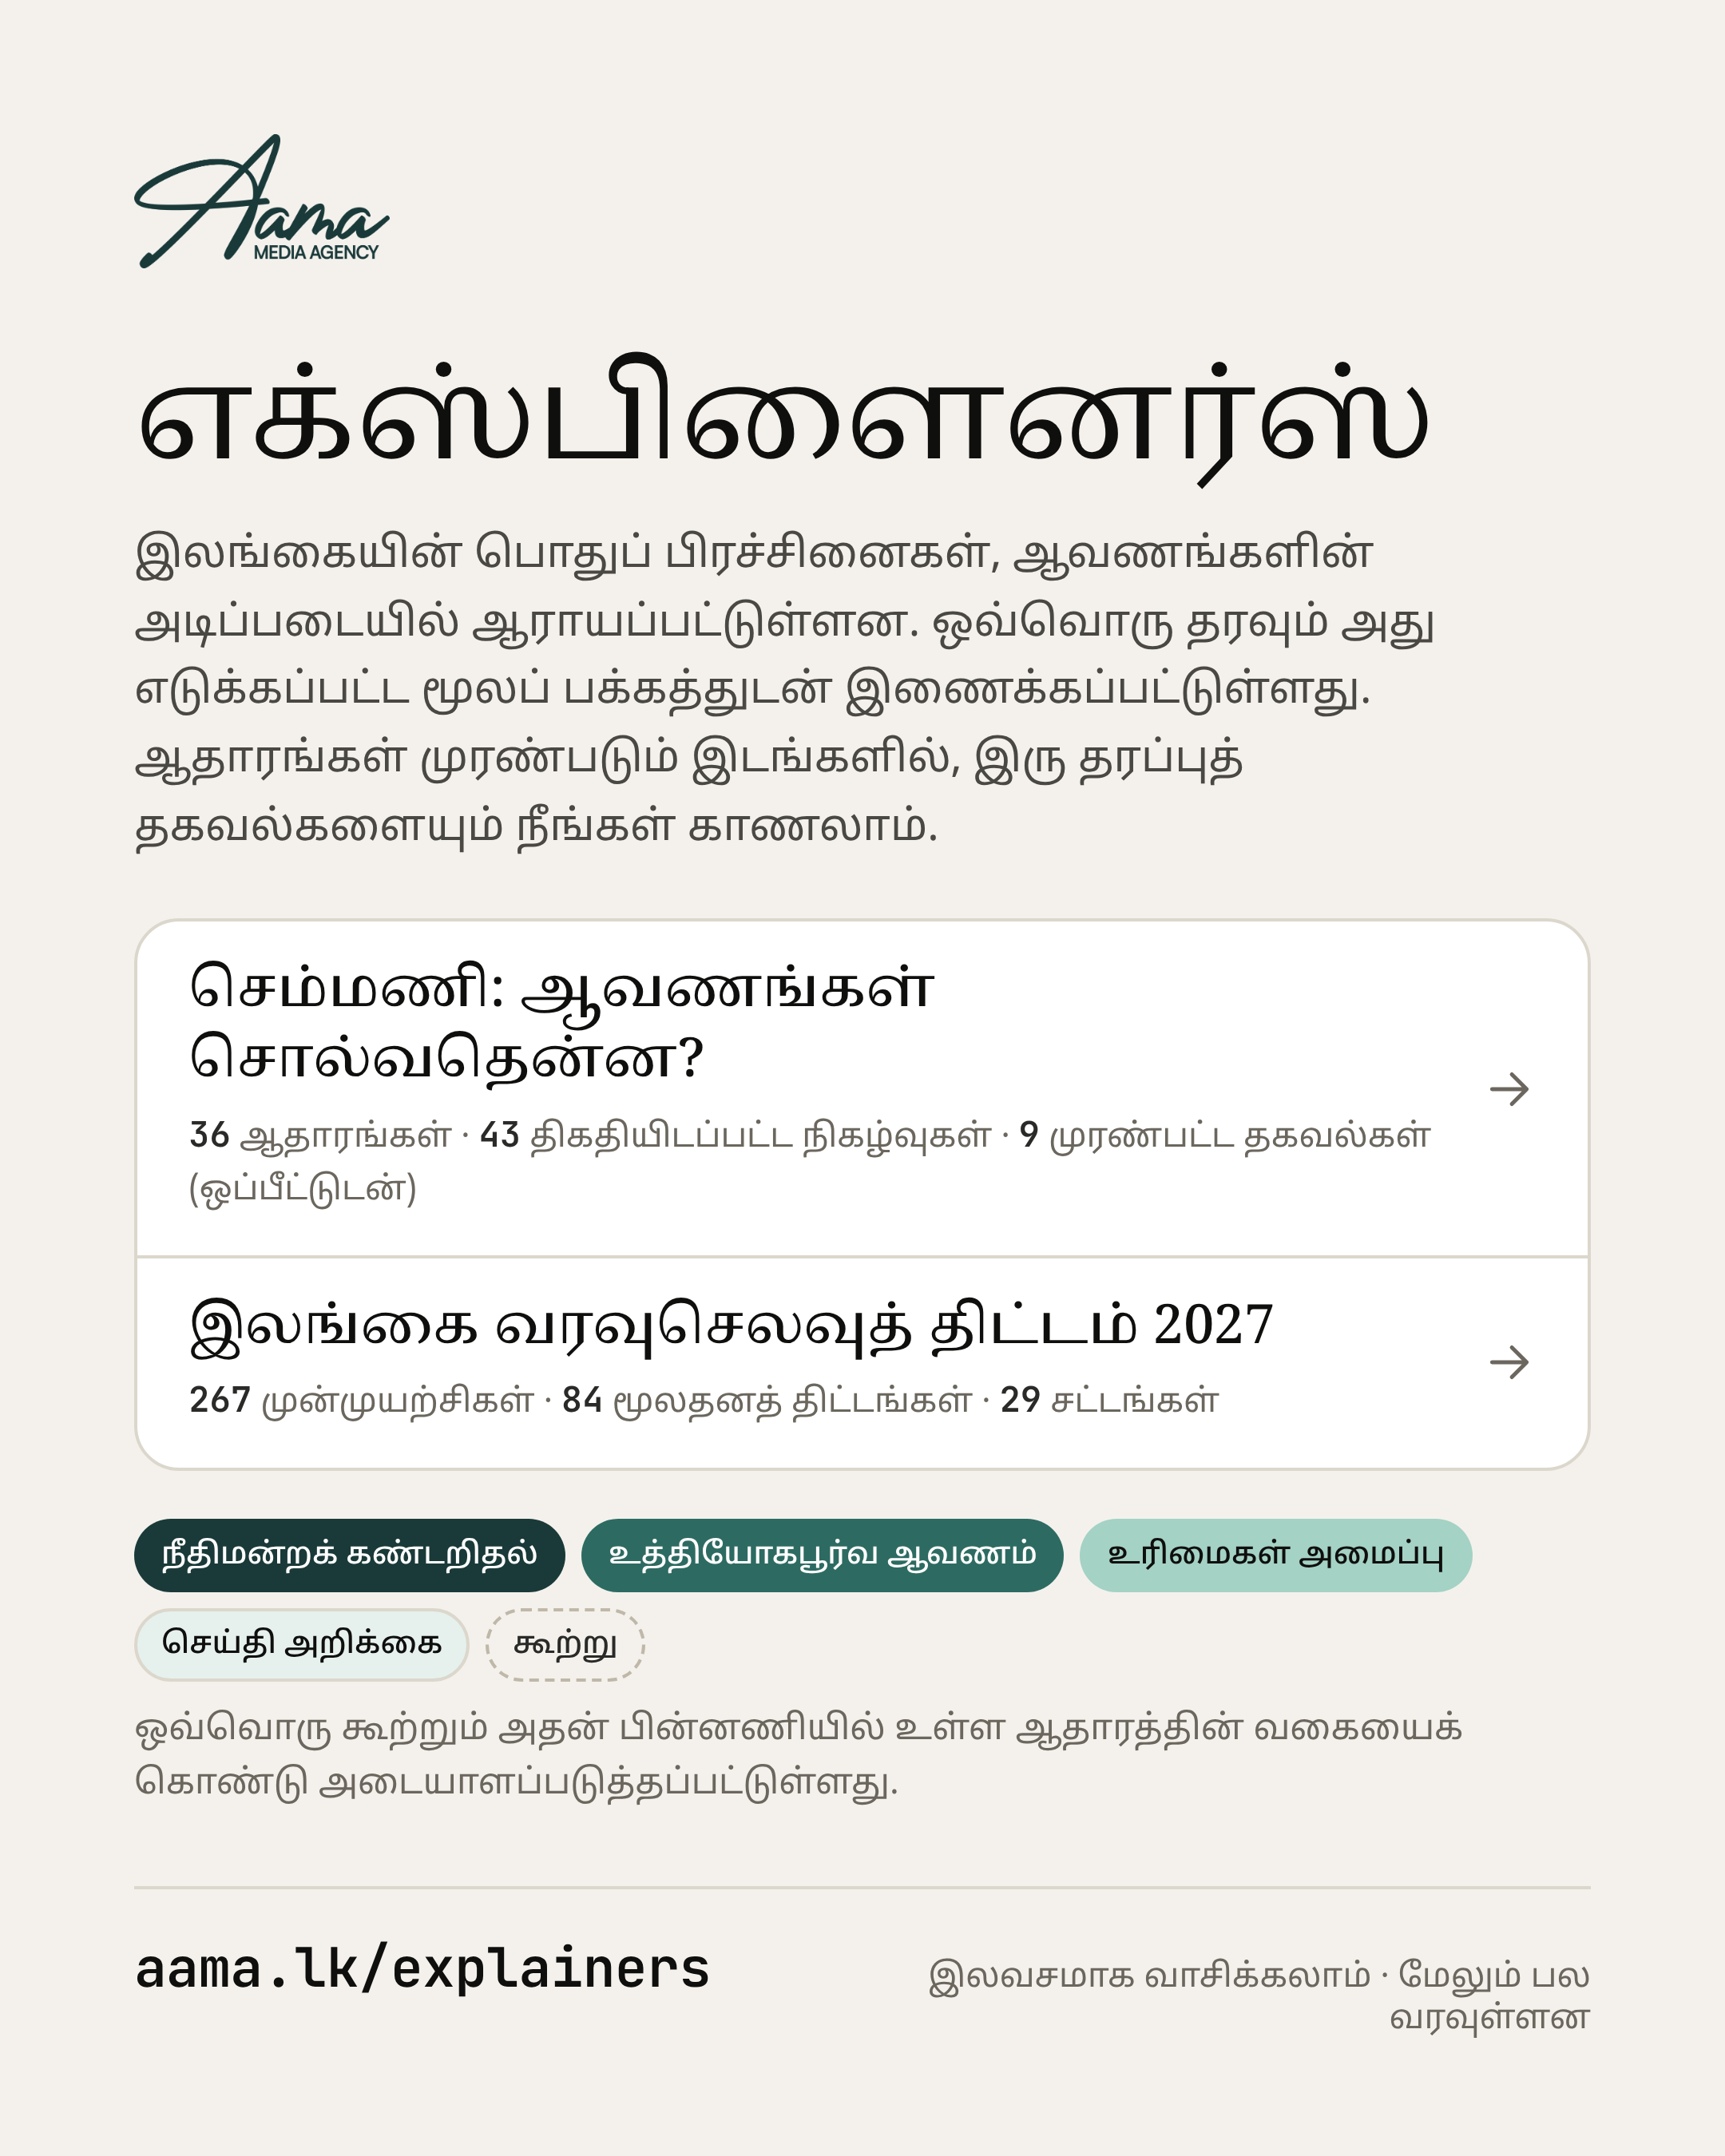 Aama
MEDIA AGENCY
எக்ஸ்பிளைனர்ஸ்
இலங்கையின் பொதுப் பிரச்சினைகள், ஆவணங்களின்
அடிப்படையில் ஆராயப்பட்டுள்ளன. ஒவ்வொரு தரவும் அது
எடுக்கப்பட்ட மூலப் பக்கத்துடன் இணைக்கப்பட்டுள்ளது.
ஆதாரங்கள் முரண்படும் இடங்களில், இரு தரப்புத்
தகவல்களையும் நீங்கள் காணலாம்.
செம்மணி: ஆவணங்கள்
சொல்வதென்ன?
→
36 ஆதாரங்கள் · 43 திகதியிடப்பட்ட நிகழ்வுகள் · 9 முரண்பட்ட தகவல்கள்
(ஒப்பீட்டுடன்)
இலங்கை வரவுசெலவுத் திட்டம் 2027
→
267 முன்முயற்சிகள் · 84 மூலதனத் திட்டங்கள் · 29 சட்டங்கள்
நீதிமன்றக் கண்டறிதல் உத்தியோகபூர்வ ஆவணம் உரிமைகள் அமைப்பு
செய்தி அறிக்கை கூற்று
ஒவ்வொரு கூற்றும் அதன் பின்னணியில் உள்ள ஆதாரத்தின் வகையைக்
கொண்டு அடையாளப்படுத்தப்பட்டுள்ளது.
aama.lk/explainers
இலவசமாக வாசிக்கலாம் · மேலும் பல
வரவுள்ளன